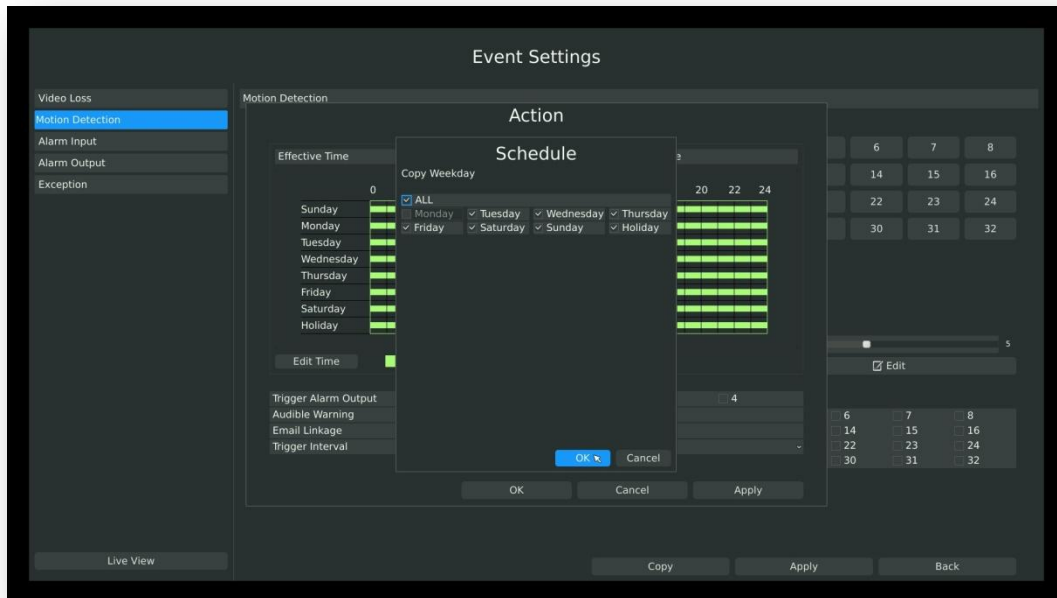 Event Settings
Video Loss
Motion Detection
Alarm Input
Alarm Output
Exception
Live View
Motion Detection
Action
Effective Time
0 20 22 24
Sunday
Monday
Tuesday
Wednesday
Thursday
Friday
Saturday
Holiday
Edit Time
Trigger Alarm Output 4
Audible Warning
Email Linkage
Trigger Interval
OK Cancel Apply
Schedule
Copy Weekday
ALL
Monday Tuesday Wednesday Thursday
Friday Saturday Sunday Holiday
OK Cancel
6 7 8
14 15 16
22 23 24
30 31 32
5
Edit
6 7 8
14 15 16
22 23 24
30 31 32
Copy Apply Back